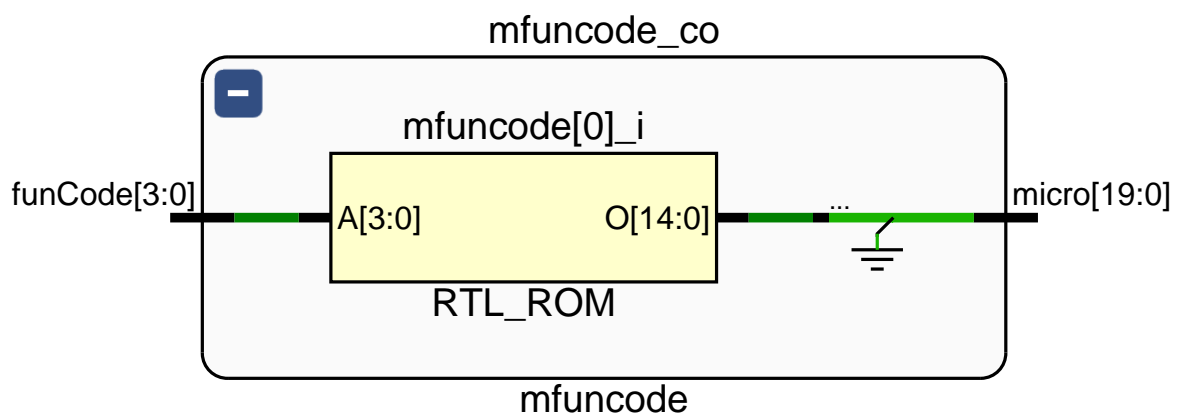 mfuncode_co
mfuncode[0]_i
funCode[3:0]
A[3:0]
O[14:0]
...
micro[19:0]
RTL_ROM
mfuncode